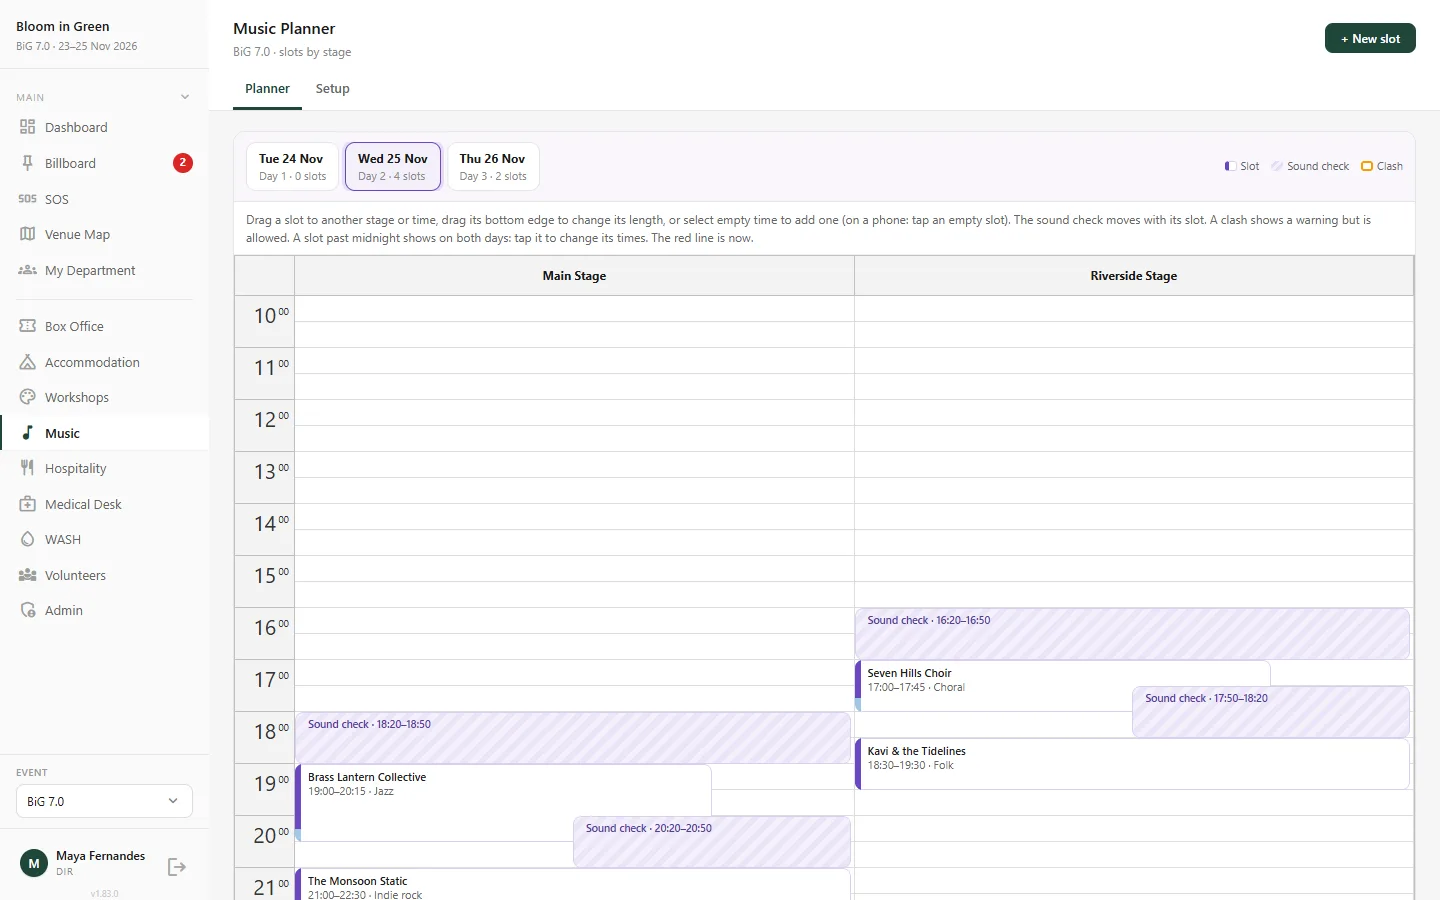 Bloom in Green
BiG 7.0 · 23–25 Nov 2026
MAIN
Dashboard
Billboard
2
SOS
SOS
Venue Map
My Department
Box Office
Accommodation
Workshops
Music
Hospitality
Medical Desk
WASH
Volunteers
Admin
EVENT
BiG 7.0
M
Maya Fernandes
DIR
v1.83.0
Music Planner
BiG 7.0 · slots by stage
+ New slot
Planner
Setup
Tue 24 Nov
Day 1 · 0 slots
Wed 25 Nov
Day 2 · 4 slots
Thu 26 Nov
Day 3 · 2 slots
Slot
Sound check
Clash
Drag a slot to another stage or time, drag its bottom edge to change its length, or select empty time to add one (on a phone: tap an empty slot). The sound check moves with its slot. A clash shows a warning but is
allowed. A slot past midnight shows on both days: tap it to change its times. The red line is now.
Main Stage
Riverside Stage
10 00
11 00
12 00
13 00
14 00
15 00
16 00
Sound check · 16:20–16:50
17 00
Seven Hills Choir
17:00–17:45 · Choral
Sound check · 17:50–18:20
18 00
Sound check · 18:20–18:50
Kavi & the Tidelines
18:30–19:30 · Folk
19 00
Brass Lantern Collective
19:00–20:15 · Jazz
20 00
Sound check · 20:20–20:50
21 00
The Monsoon Static
21:00–22:30 · Indie rock